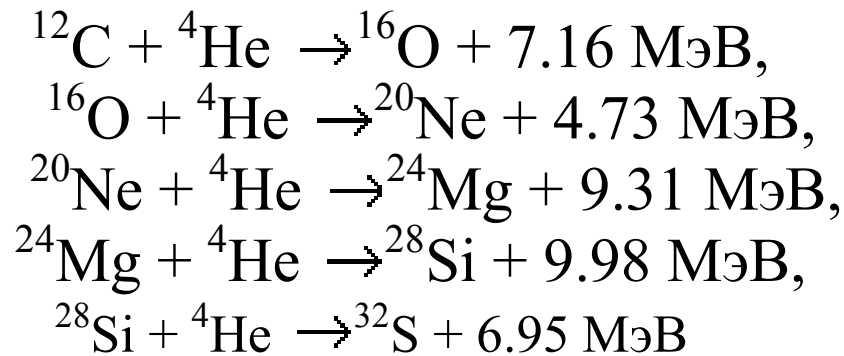 ¹²C + ⁴He → ¹⁶O + 7.16 МэВ,
¹⁶O + ⁴He → ²⁰Ne + 4.73 МэВ,
²⁰Ne + ⁴He → ²⁴Mg + 9.31 МэВ,
²⁴Mg + ⁴He → ²⁸Si + 9.98 МэВ,
²⁸Si + ⁴He → ³²S + 6.95 МэВ